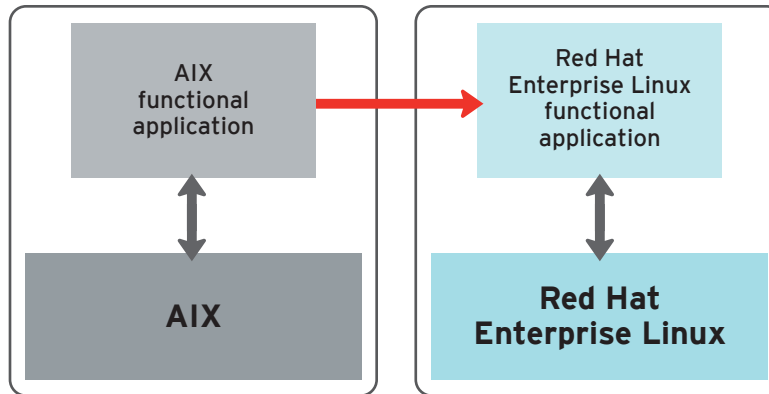 AIX
functional
application
Red Hat
Enterprise Linux
functional
application
AIX
Red Hat
Enterprise Linux